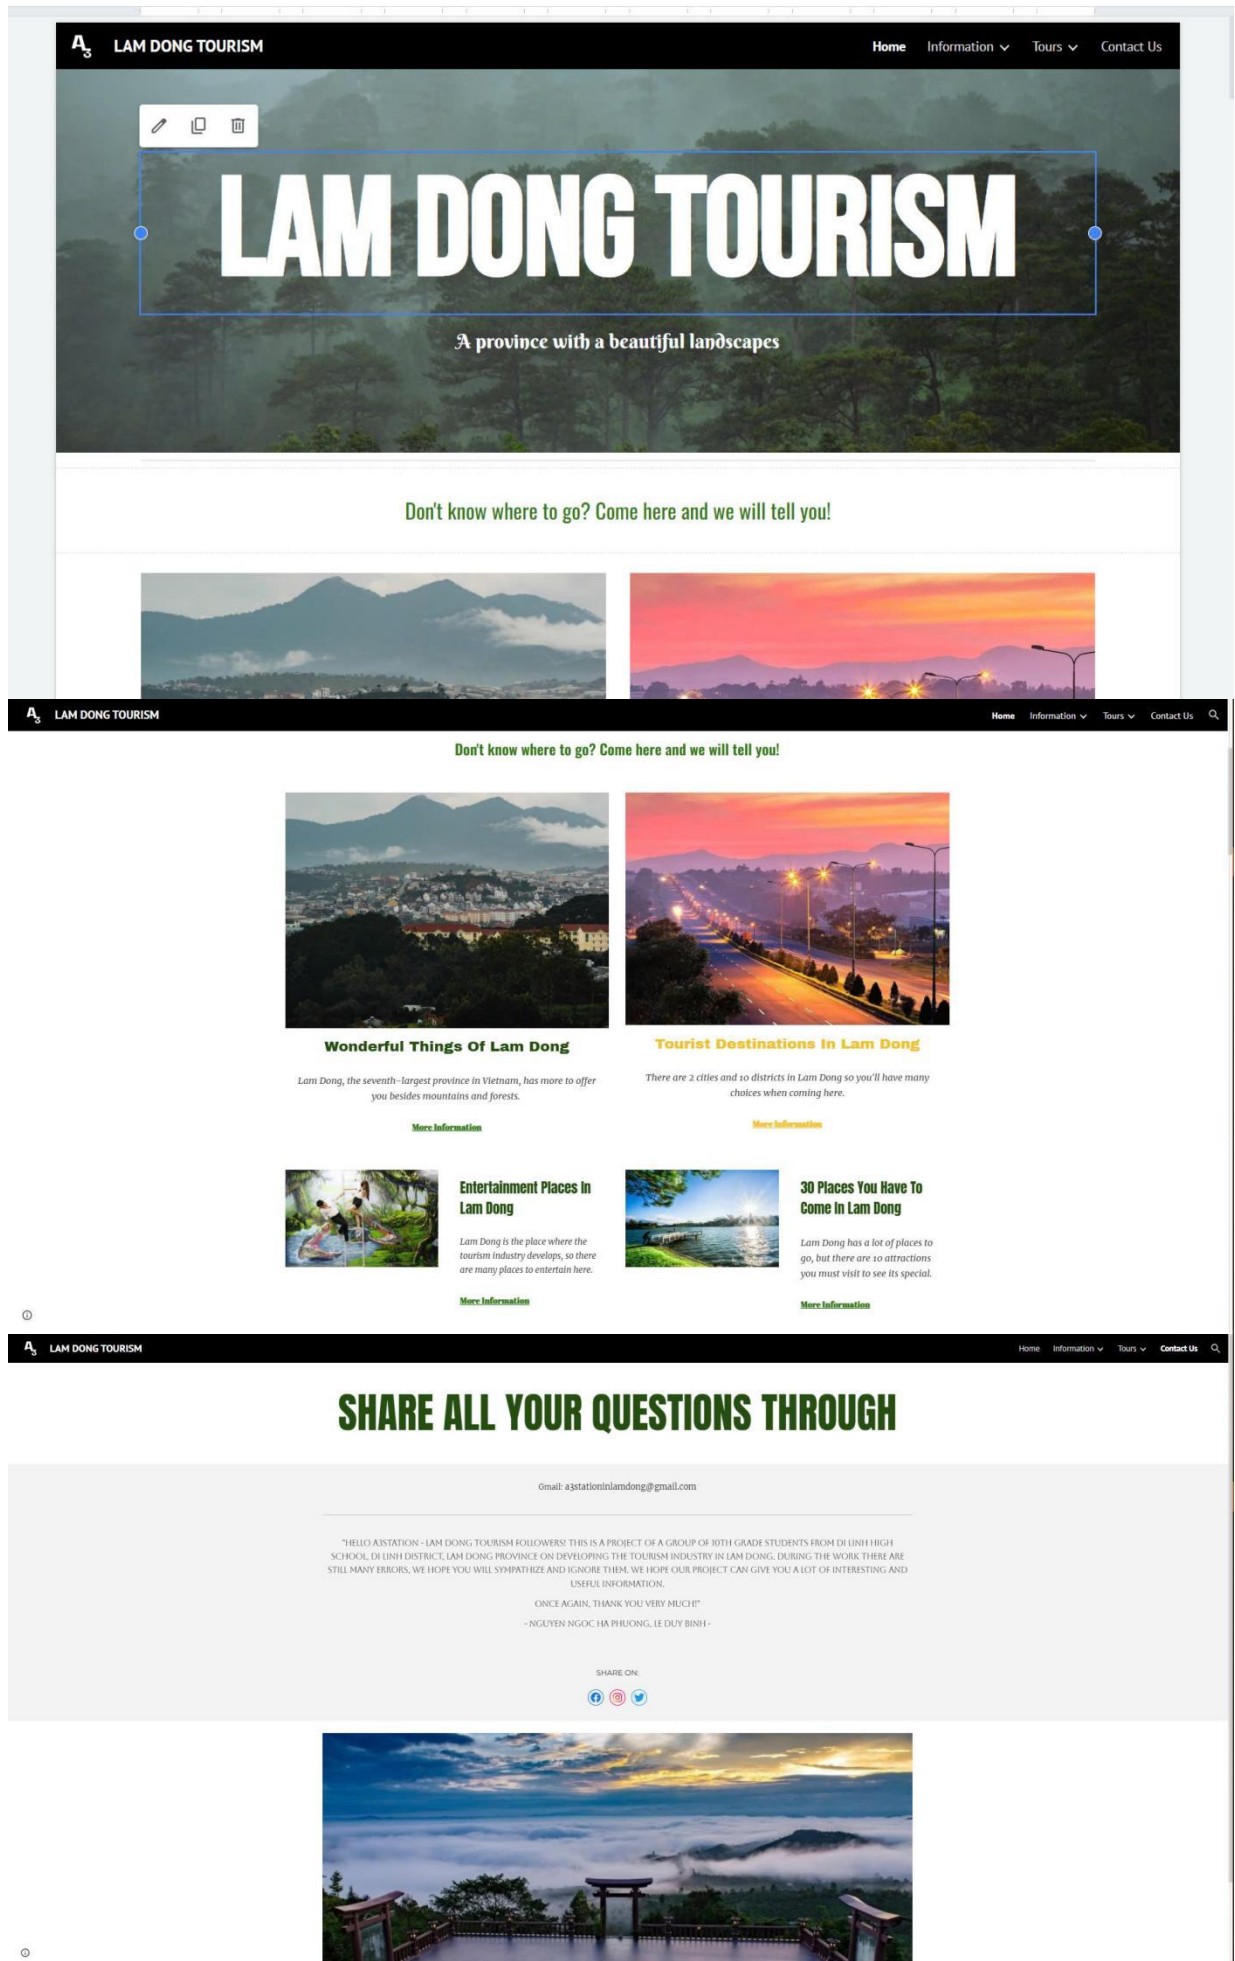 A3 LAM DONG TOURISM Home Information Tours Contact Us
LAM DONG TOURISM
A province with a beautiful landscapes
Don't know where to go? Come here and we will tell you!
A3 LAM DONG TOURISM Home Information Tours Contact Us
Don't know where to go? Come here and we will tell you!
Wonderful Things Of Lam Dong
Lam Dong, the seventh-largest province in Vietnam, has more to offer
you besides mountains and forests.
More Information
Tourist Destinations In Lam Dong
There are 2 cities and 10 districts in Lam Dong so you'll have many
choices when coming here.
More Information
Entertainment Places In
Lam Dong
Lam Dong is the place where the
tourism industry develops, so there
are many places to entertain here.
More Information
30 Places You Have To
Come In Lam Dong
Lam Dong has a lot of places to
go, but there are 10 attractions
you must visit to see its special.
More Information
A3 LAM DONG TOURISM Home Information Tours Contact Us
SHARE ALL YOUR QUESTIONS THROUGH
Gmail: a3stationinlamdong@gmail.com
"HELLO A3STATION - LAM DONG TOURISM FOLLOWERS! THIS IS A PROJECT OF A GROUP OF 10TH GRADE STUDENTS FROM DI LINH HIGH
SCHOOL, DI LINH DISTRICT, LAM DONG PROVINCE ON DEVELOPING THE TOURISM INDUSTRY IN LAM DONG. DURING THE WORK THERE ARE
STILL MANY ERRORS, WE HOPE YOU WILL SYMPATHIZE AND IGNORE THEM. WE HOPE OUR PROJECT CAN GIVE YOU A LOT OF INTERESTING AND
USEFUL INFORMATION.
ONCE AGAIN, THANK YOU VERY MUCH!"
- NGUYEN NGOC HA PHUONG, LE DUY BINH -
SHARE ON: